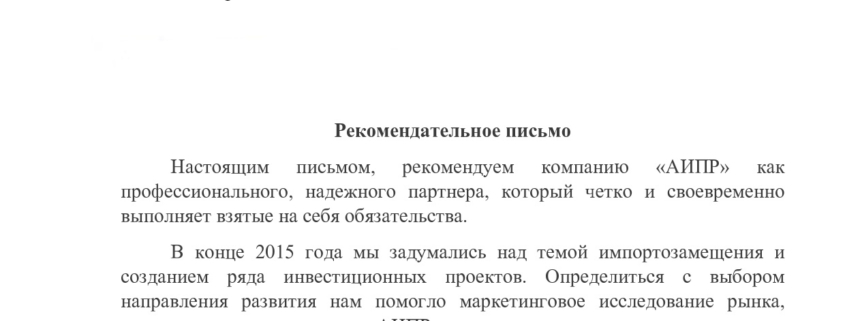 Рекомендательное письмо
Настоящим письмом, рекомендуем компанию «АИПР» как
профессионального, надежного партнера, который четко и своевременно
выполняет взятые на себя обязательства.
В конце 2015 года мы задумались над темой импортозамещения и
созданием ряда инвестиционных проектов. Определиться с выбором
направления развития нам помогло маркетинговое исследование рынка,